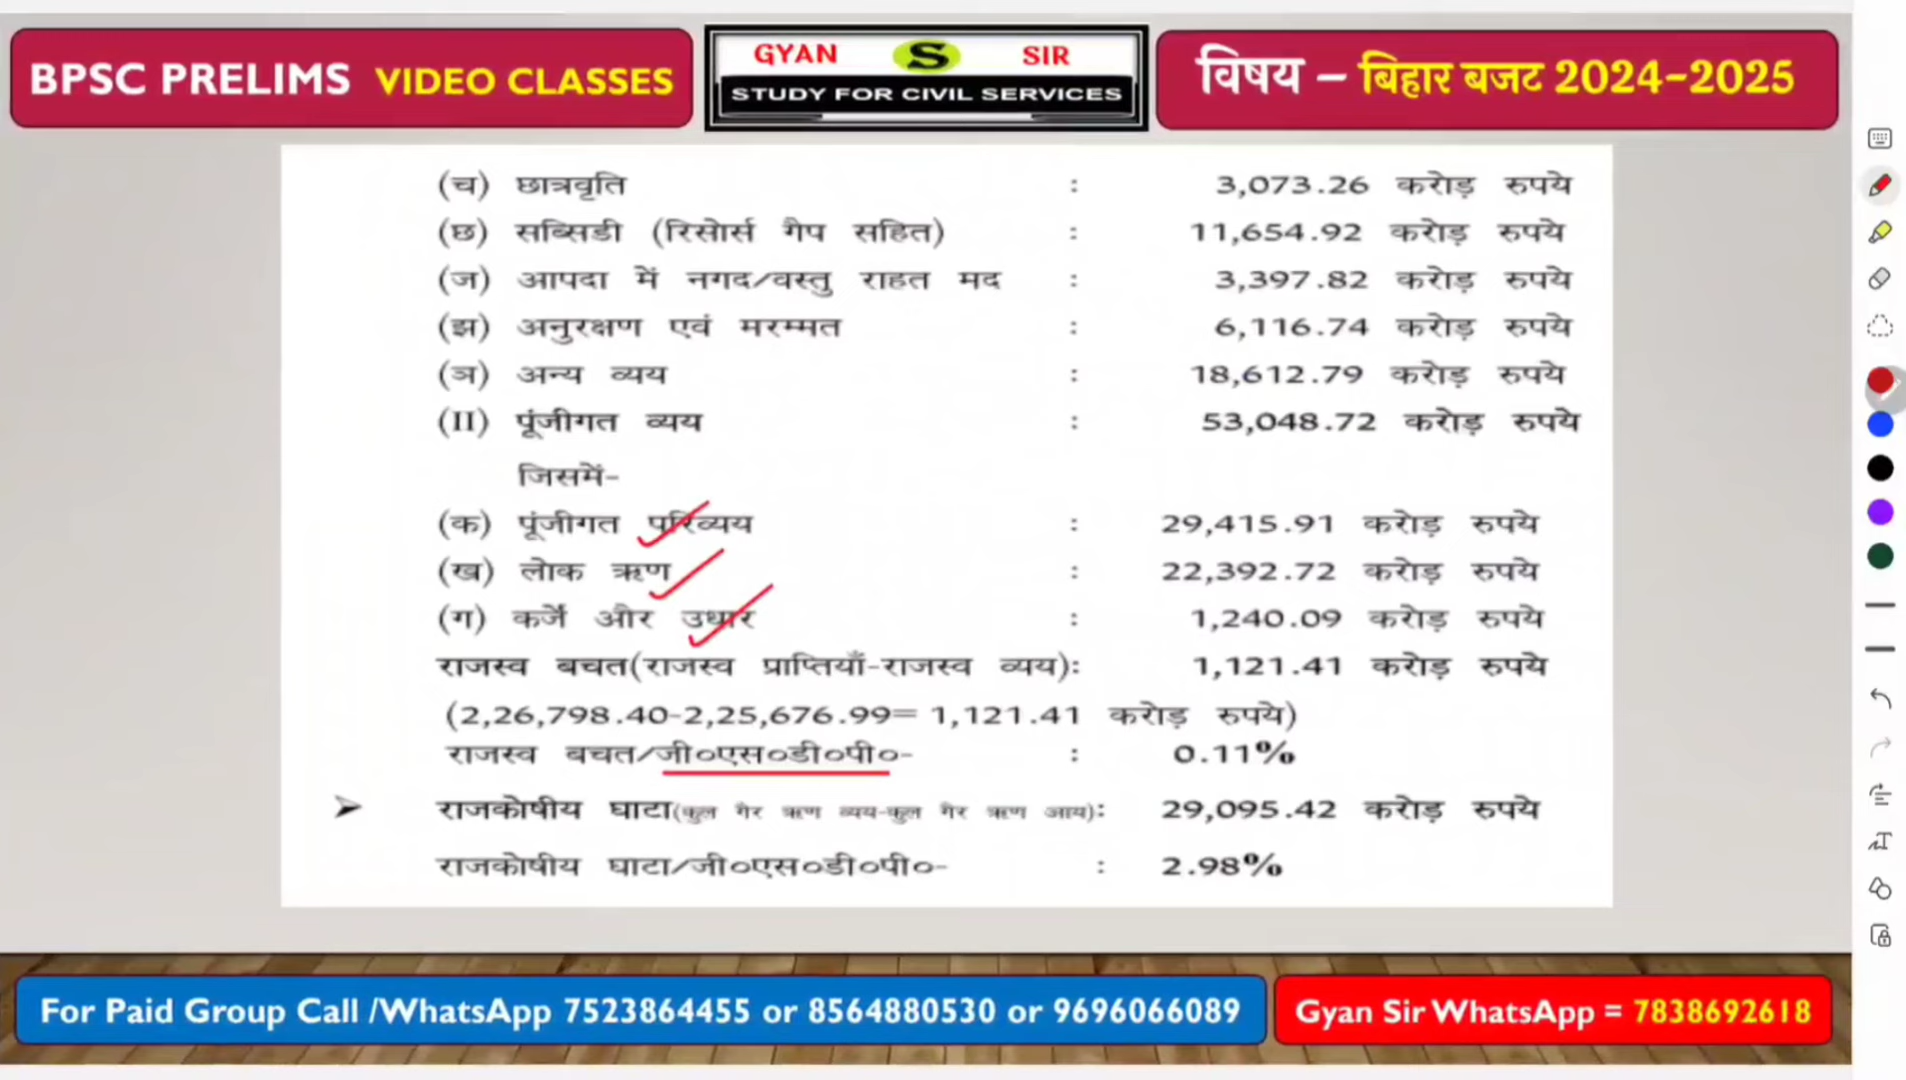 BPSC PRELIMS VIDEO CLASSES
GYAN S SIR
STUDY FOR CIVIL SERVICES
विषय – बिहार बजट 2024-2025
(च) छात्रवृति : 3,073.26 करोड़ रुपये
(छ) सब्सिडी (रिसोर्स गैप सहित) : 11,654.92 करोड़ रुपये
(ज) आपदा में नगद/वस्तु राहत मद : 3,397.82 करोड़ रुपये
(झ) अनुरक्षण एवं मरम्मत : 6,116.74 करोड़ रुपये
(ञ) अन्य व्यय : 18,612.79 करोड़ रुपये
(II) पूंजीगत व्यय : 53,048.72 करोड़ रुपये
जिसमें-
(क) पूंजीगत परिव्यय : 29,415.91 करोड़ रुपये
(ख) लोक ऋण : 22,392.72 करोड़ रुपये
(ग) कर्जे और उधार : 1,240.09 करोड़ रुपये
राजस्व बचत(राजस्व प्राप्तियाँ-राजस्व व्यय): 1,121.41 करोड़ रुपये
(2,26,798.40-2,25,676.99= 1,121.41 करोड़ रुपये)
राजस्व बचत/जी०एस०डी०पी०- : 0.11%
➤ राजकोषीय घाटा(कुल गैर ऋण व्यय-कुल गैर ऋण आय): 29,095.42 करोड़ रुपये
राजकोषीय घाटा/जी०एस०डी०पी०- : 2.98%
For Paid Group Call /WhatsApp 7523864455 or 8564880530 or 9696066089
Gyan Sir WhatsApp = 7838692618